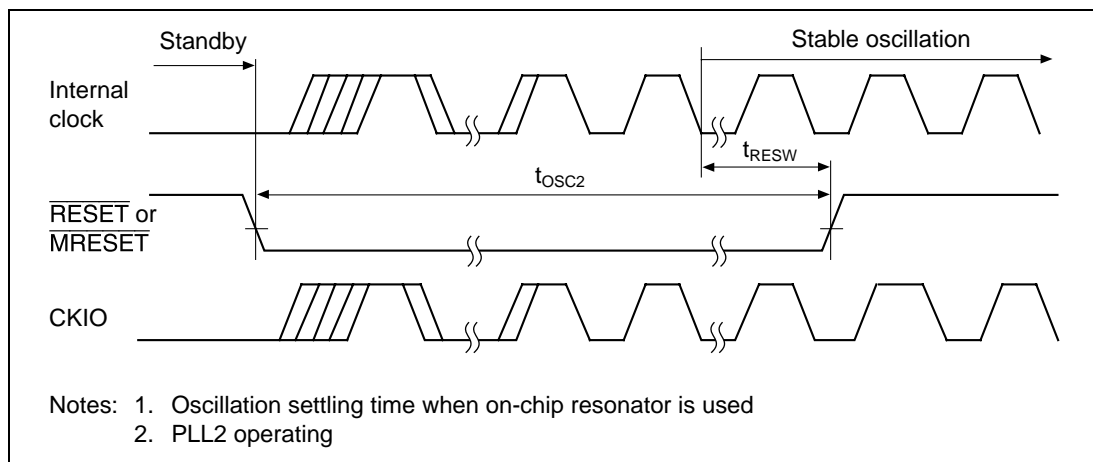 Standby
Stable oscillation
Internal
clock
tRESW
tOSC2
RESET or
MRESET
CKIO
Notes: 1. Oscillation settling time when on-chip resonator is used
2. PLL2 operating